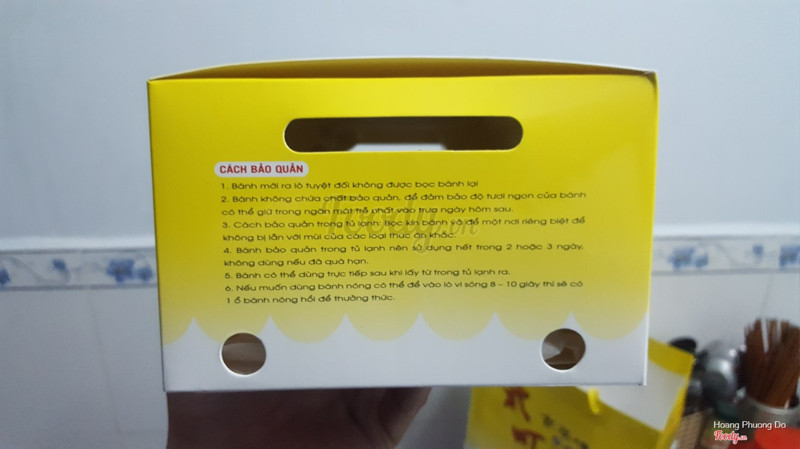 CÁCH BẢO QUẢN
1. Bánh mới ra lò tuyệt đối không được bọc bánh lại
2. Bánh không chứa chất bảo quản, để đảm bảo độ tươi ngon của bánh
có thể giữ trong ngăn mát trễ nhất vào trưa ngày hôm sau.
3. Cách bảo quản trong tủ lạnh: bọc kín bánh và để một nơi riêng biệt để
không bị lẫn với mùi của các loại thức ăn khác.
4. Bánh bảo quản trong tủ lạnh nên sử dụng hết trong 2 hoặc 3 ngày,
không dùng nếu đã quá hạn.
5. Bánh có thể dùng trực tiếp sau khi lấy từ trong tủ lạnh ra.
6. Nếu muốn dùng bánh nóng có thể để vào lò vi sóng 8 - 10 giây thì sẽ có
1 ổ bánh nóng hổi để thưởng thức.
foody.vn
Hoang Phuong Do
Foody.vn